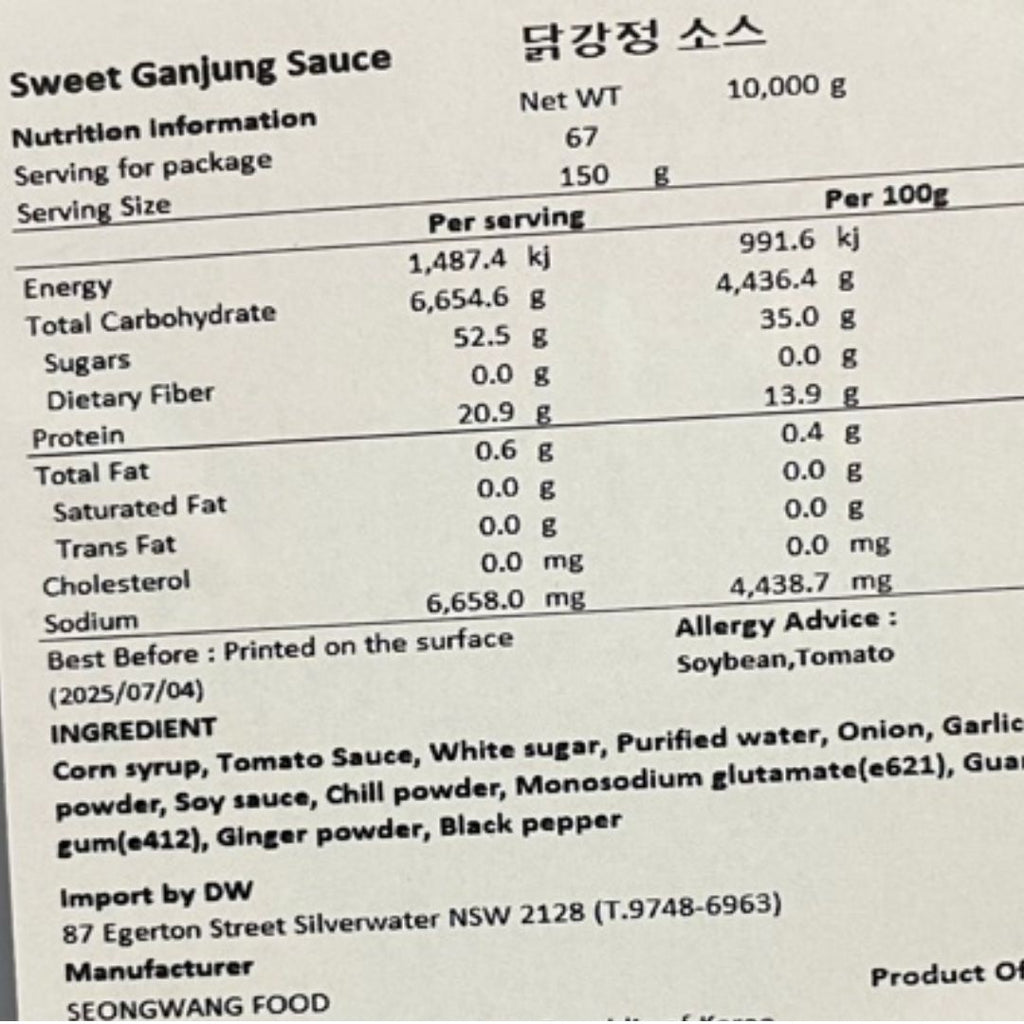 Sweet Ganjung Sauce 닭강정 소스
Nutrition information Net WT 10,000 g
Serving for package 67
Serving Size 150 g
Per serving Per 100g
Energy 1,487.4 kj 991.6 kj
Total Carbohydrate 6,654.6 g 4,436.4 g
Sugars 52.5 g 35.0 g
Dietary Fiber 0.0 g 0.0 g
Protein 20.9 g 13.9 g
Total Fat 0.6 g 0.4 g
Saturated Fat 0.0 g 0.0 g
Trans Fat 0.0 g 0.0 g
Cholesterol 0.0 mg 0.0 mg
Sodium 6,658.0 mg 4,438.7 mg
Best Before : Printed on the surface Allergy Advice :
(2025/07/04) Soybean,Tomato
INGREDIENT
Corn syrup, Tomato Sauce, White sugar, Purified water, Onion, Garlic
powder, Soy sauce, Chill powder, Monosodium glutamate(e621), Guar
gum(e412), Ginger powder, Black pepper
Import by DW
87 Egerton Street Silverwater NSW 2128 (T.9748-6963)
Manufacturer Product Of
SEONGWANG FOOD